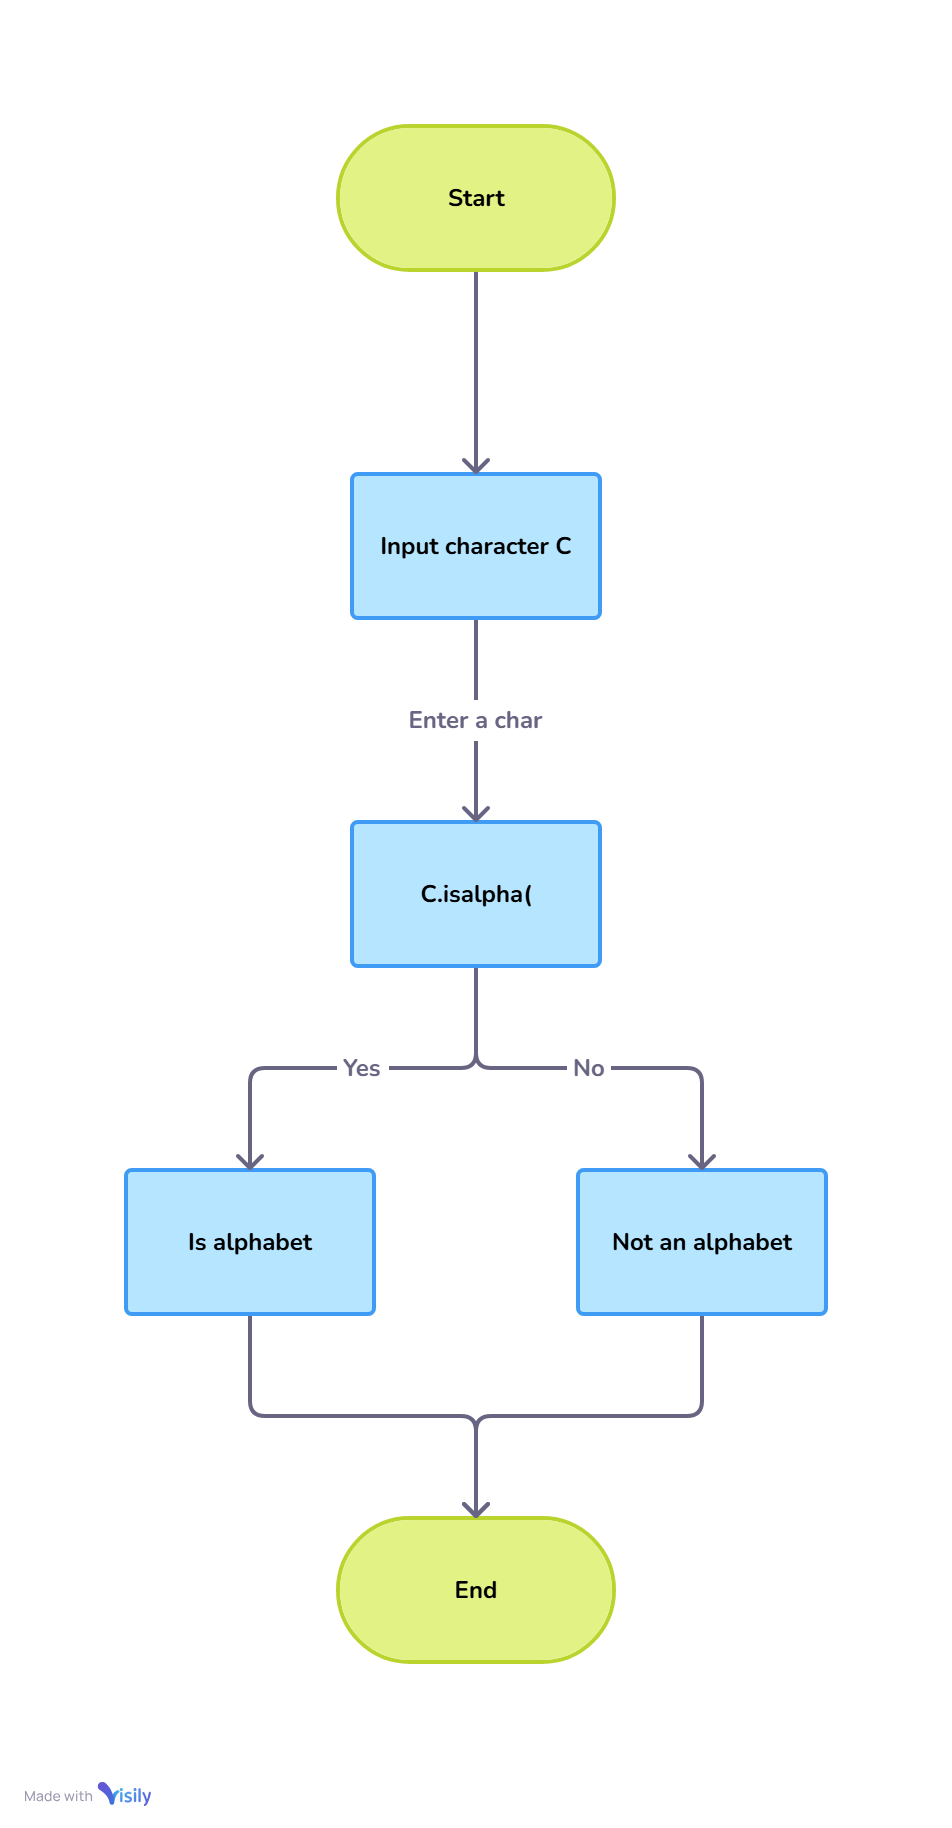 Start
Input character C
Enter a char
C.isalpha(
Yes
No
Is alphabet
Not an alphabet
End
Made with Visily